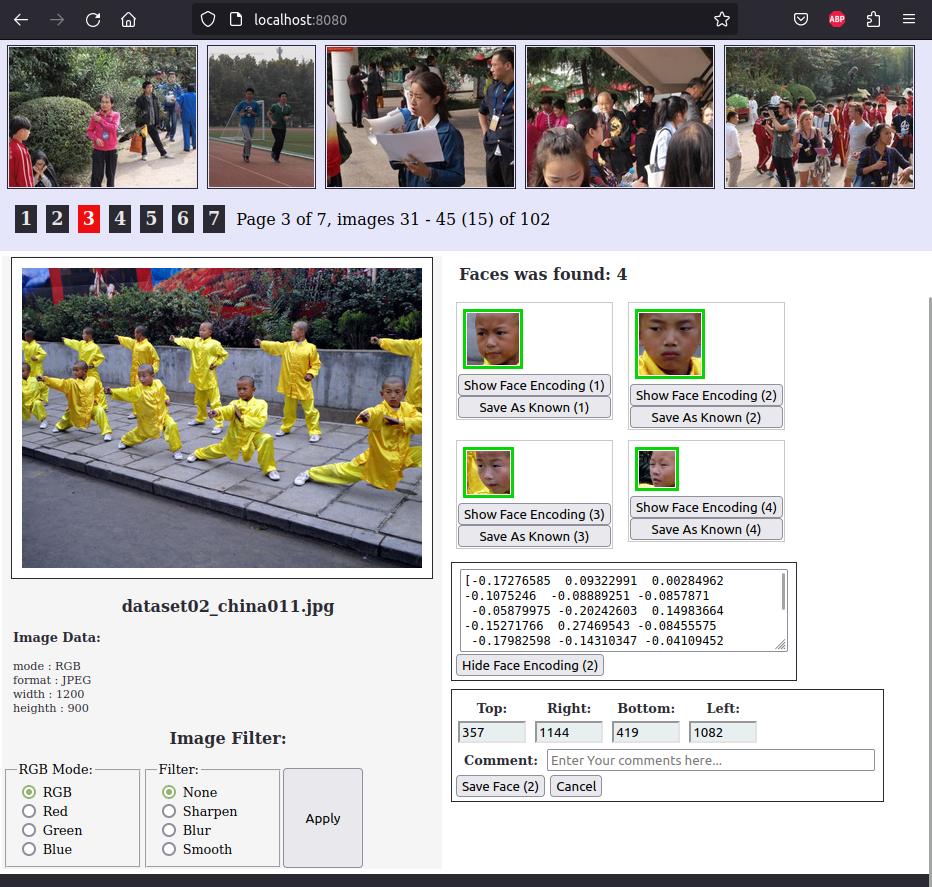 localhost:8080
ABP
1 2 3 4 5 6 7 Page 3 of 7, images 31 - 45 (15) of 102
dataset02_china011.jpg
Image Data:
mode : RGB
format : JPEG
width : 1200
heighth : 900
Image Filter:
RGB Mode:
RGB
Red
Green
Blue
Filter:
None
Sharpen
Blur
Smooth
Apply
Faces was found: 4
Show Face Encoding (1)
Save As Known (1)
Show Face Encoding (2)
Save As Known (2)
Show Face Encoding (3)
Save As Known (3)
Show Face Encoding (4)
Save As Known (4)
[-0.17276585 0.09322991 0.00284962
-0.1075246 -0.08889251 -0.0857871
-0.05879975 -0.20242603 0.14983664
-0.15271766 0.27469543 -0.08455575
-0.17982598 -0.14310347 -0.04109452
Hide Face Encoding (2)
Top: Right: Bottom: Left:
357 1144 419 1082
Comment: Enter Your comments here...
Save Face (2) Cancel